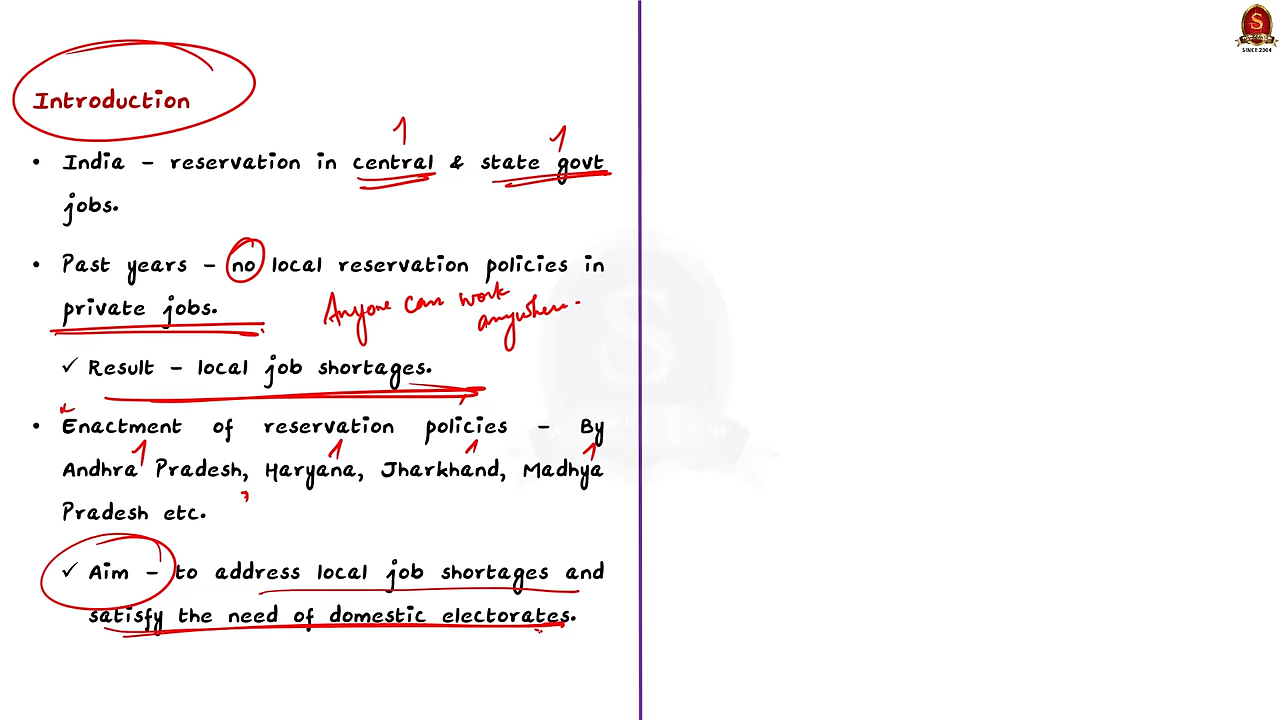 Introduction
• India - reservation in central & state govt
jobs.
• Past years - no local reservation policies in
private jobs.
Anyone can work
anywhere.
✓ Result - local job shortages.
• Enactment of reservation policies - By
Andhra Pradesh, Haryana, Jharkhand, Madhya
Pradesh etc.
✓ Aim - to address local job shortages and
satisfy the need of domestic electorates.
S
SINCE 2004